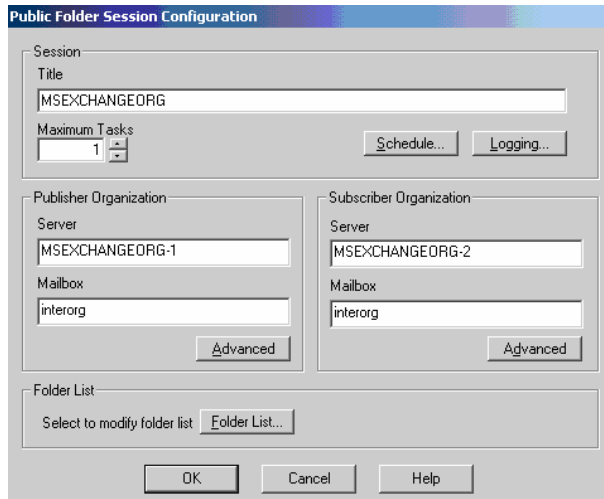 Public Folder Session Configuration
Session
Title
MSEXCHANGEORG
Maximum Tasks
1
Schedule...
Logging...
Publisher Organization
Server
MSEXCHANGEORG-1
Mailbox
interorg
Advanced
Subscriber Organization
Server
MSEXCHANGEORG-2
Mailbox
interorg
Advanced
Folder List
Select to modify folder list
Folder List...
OK
Cancel
Help